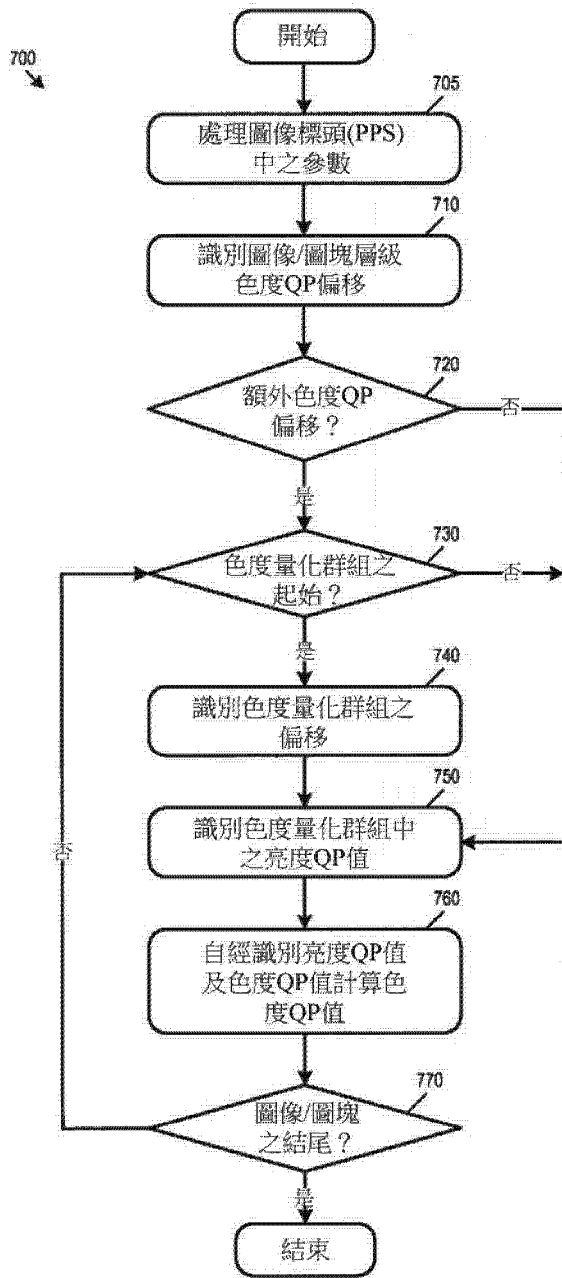 700
開始
705
處理圖像標頭(PPS)
中之參數
710
識別圖像/圖塊層級
色度QP偏移
720
額外色度QP
偏移？
否
是
730
色度量化群組之
起始？
否
是
740
識別色度量化群組之
偏移
750
識別色度量化群組中
之亮度QP值
否
760
自經識別亮度QP值
及色度QP值計算色
度QP值
770
圖像/圖塊
之結尾？
是
結束